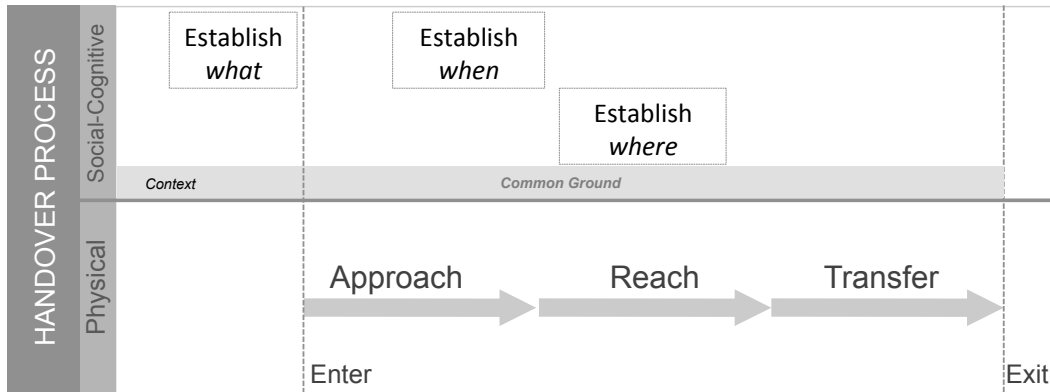 HANDOVER PROCESS
Social-Cognitive
Establish
what
Establish
when
Establish
where
Context
Common Ground
Physical
Approach
Reach
Transfer
Enter
Exit